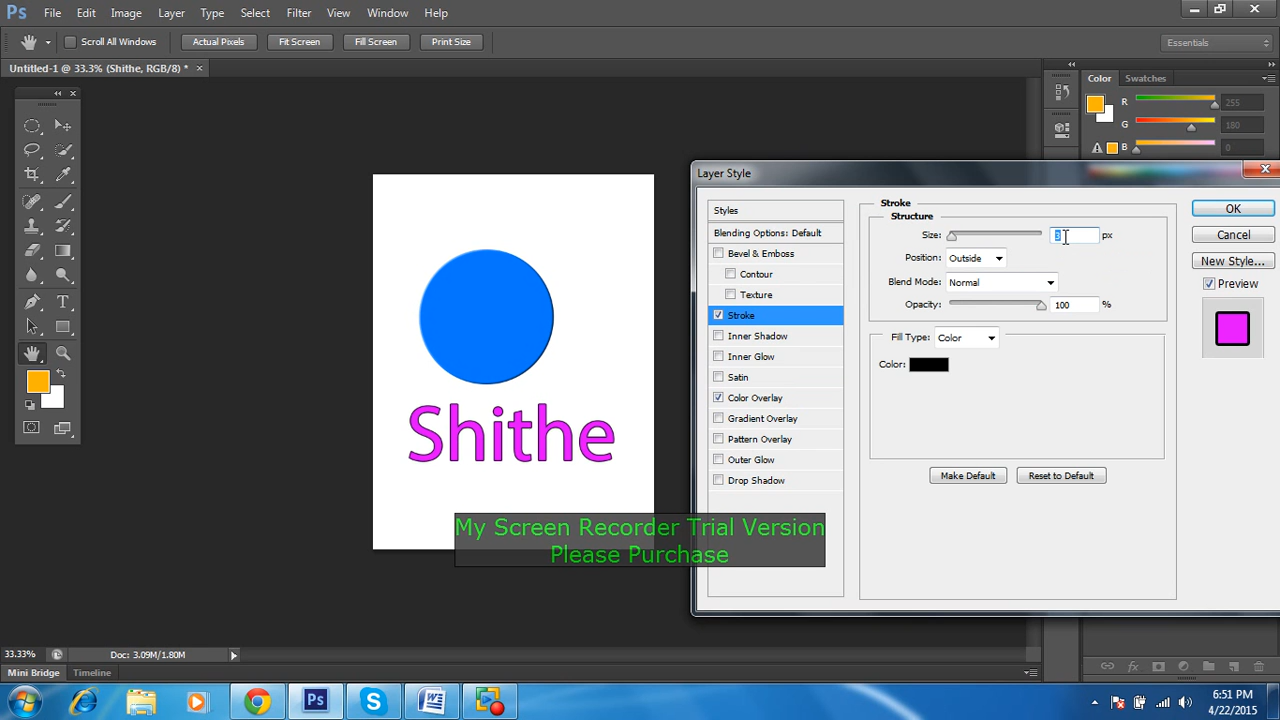 Ps File Edit Image Layer Type Select Filter View Window Help
Scroll All Windows Actual Pixels Fit Screen Fill Screen Print Size Essentials
Untitled-1 @ 33.3% (Shithe, RGB/8) * ×
Color Swatches
R 255
G 180
B 0
Layer Style
Styles
Blending Options: Default
Bevel & Emboss
Contour
Texture
Stroke
Inner Shadow
Inner Glow
Satin
Color Overlay
Gradient Overlay
Pattern Overlay
Outer Glow
Drop Shadow
Stroke
Structure
Size: 3 px
Position: Outside
Blend Mode: Normal
Opacity: 100 %
Fill Type: Color
Color:
Make Default Reset to Default
OK
Cancel
New Style...
Preview
Shithe
My Screen Recorder Trial Version
Please Purchase
33.33% Doc: 3.09M/1.80M
Mini Bridge Timeline
fx
Ps S W
6:51 PM
4/22/2015